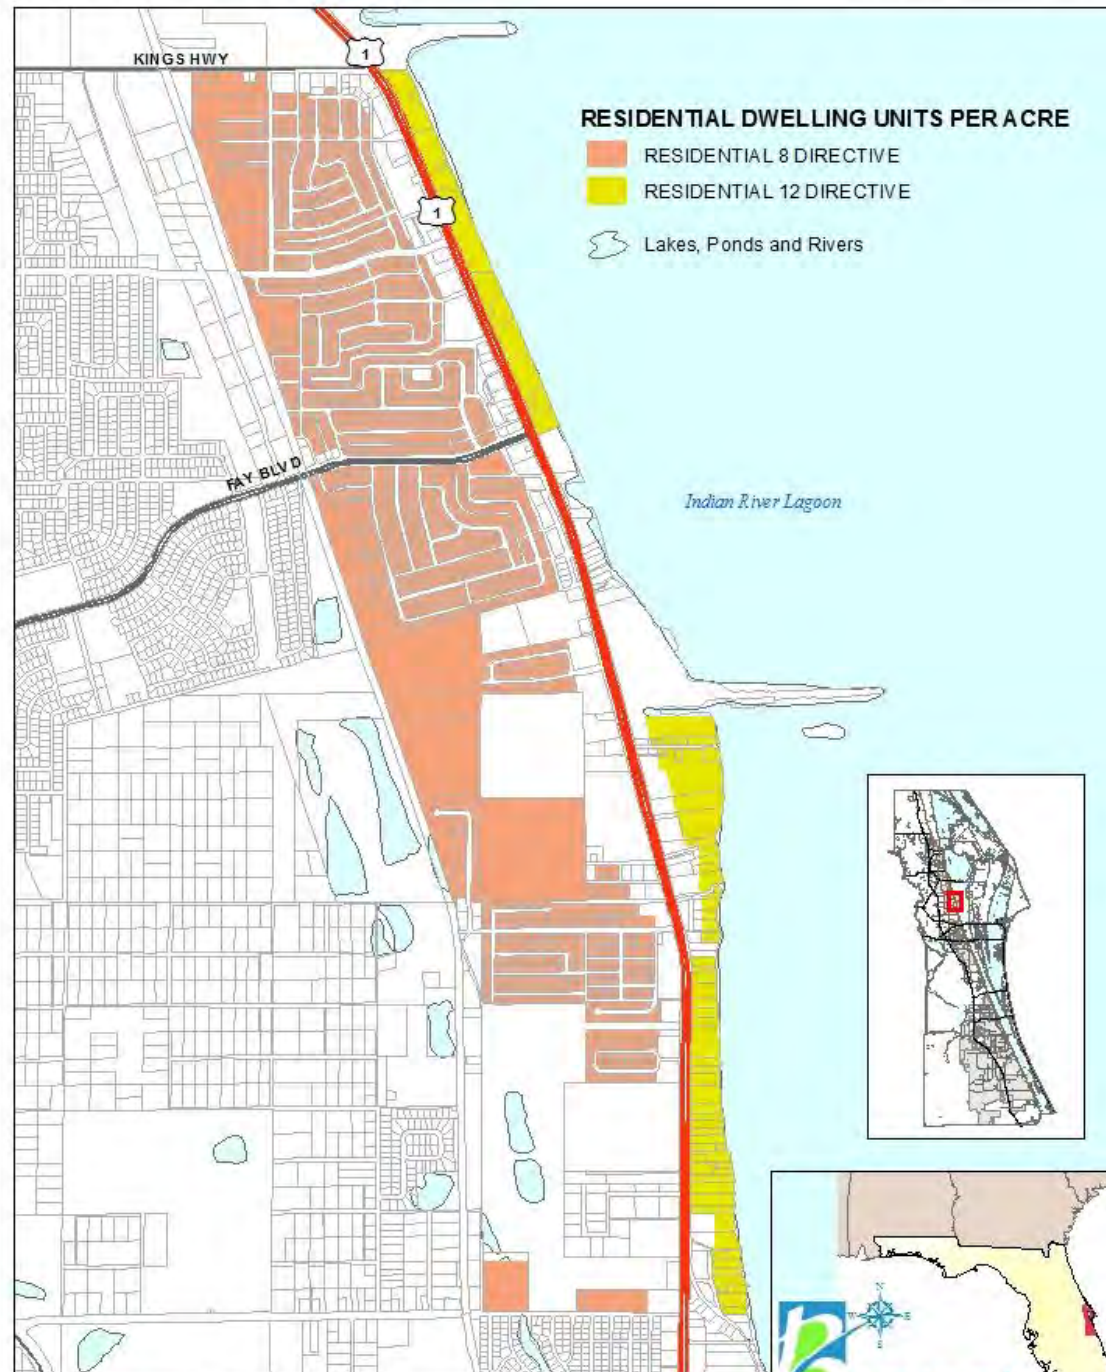 KINGS HWY
1
RESIDENTIAL DWELLING UNITS PER ACRE
RESIDENTIAL 8 DIRECTIVE
RESIDENTIAL 12 DIRECTIVE
1
Lakes, Ponds and Rivers
FAY BLVD
Indian River Lagoon
N
W E
S